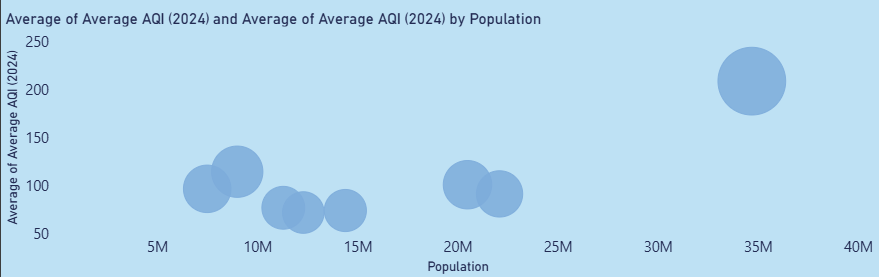 Average of Average AQI (2024) and Average of Average AQI (2024) by Population
250
200
150
100
50
Average of Average AQI (2024)
5M 10M 15M 20M 25M 30M 35M 40M
Population